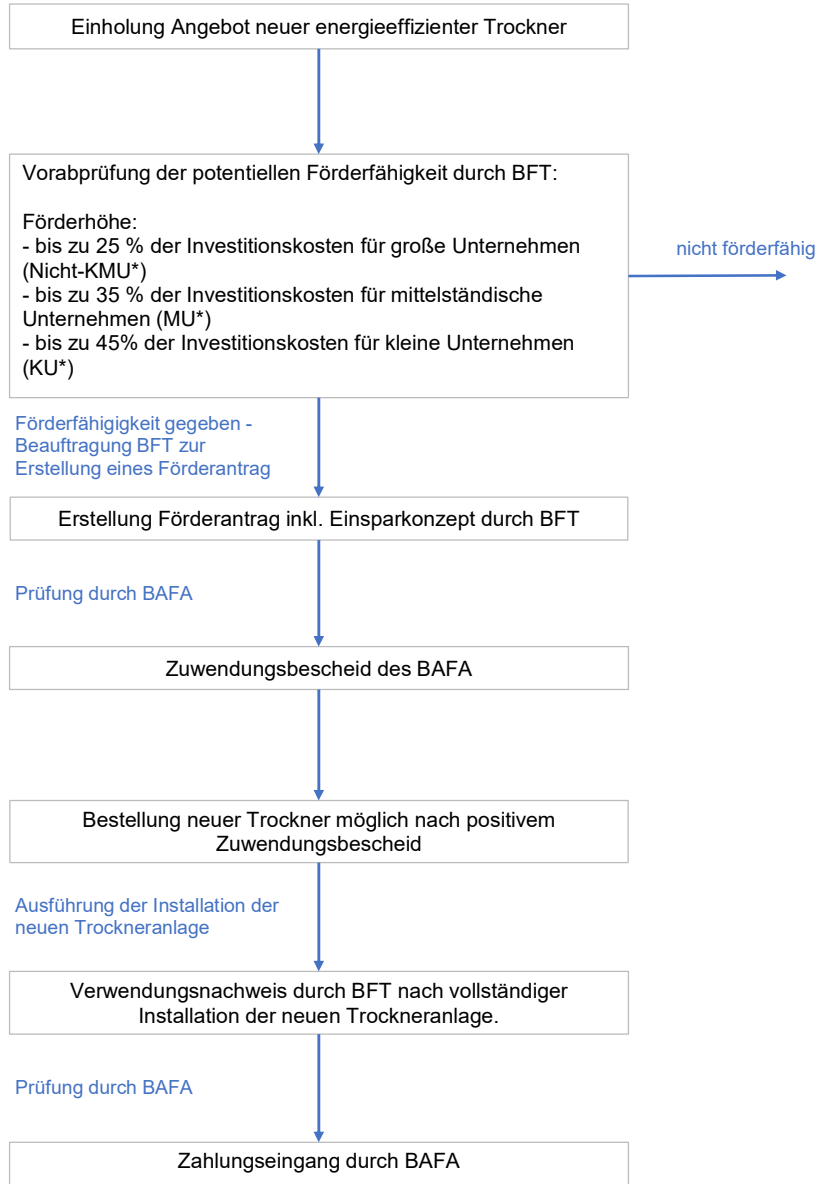 Einholung Angebot neuer energieeffizienter Trockner
Vorabprüfung der potentiellen Förderfähigkeit durch BFT:
Förderhöhe:
- bis zu 25 % der Investitionskosten für große Unternehmen
(Nicht-KMU*)
- bis zu 35 % der Investitionskosten für mittelständische
Unternehmen (MU*)
- bis zu 45% der Investitionskosten für kleine Unternehmen
(KU*)
nicht förderfähig
Förderfähigigkeit gegeben -
Beauftragung BFT zur
Erstellung eines Förderantrag
Erstellung Förderantrag inkl. Einsparkonzept durch BFT
Prüfung durch BAFA
Zuwendungsbescheid des BAFA
Bestellung neuer Trockner möglich nach positivem
Zuwendungsbescheid
Ausführung der Installation der
neuen Trockneranlage
Verwendungsnachweis durch BFT nach vollständiger
Installation der neuen Trockneranlage.
Prüfung durch BAFA
Zahlungseingang durch BAFA